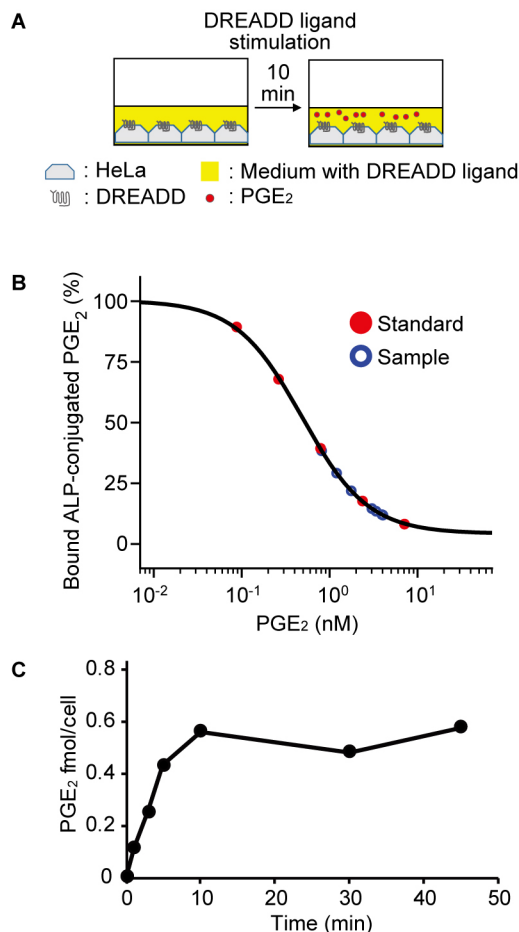 A
DREADD ligand
stimulation
10
min
: HeLa
: Medium with DREADD ligand
: DREADD
: PGE₂
B
Bound ALP-conjugated PGE₂ (%)
100
75
50
25
0
Standard
Sample
10⁻²
10⁻¹
10⁰
10¹
PGE₂ (nM)
C
PGE₂ fmol/cell
0.8
0.6
0.4
0.2
0
0
10
20
30
40
50
Time (min)